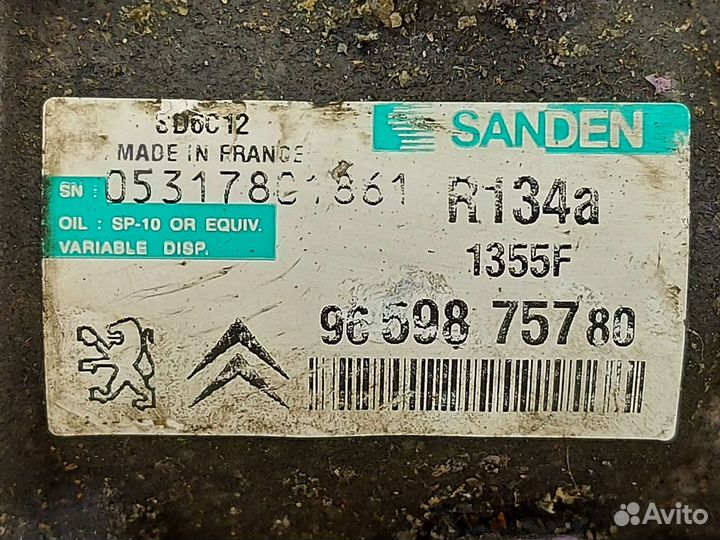 SD6C12
SANDEN
MADE IN FRANCE
SN : 053178C1861
R134a
OIL : SP-10 OR EQUIV.
VARIABLE DISP.
1355F
96 598 757 80
Avito